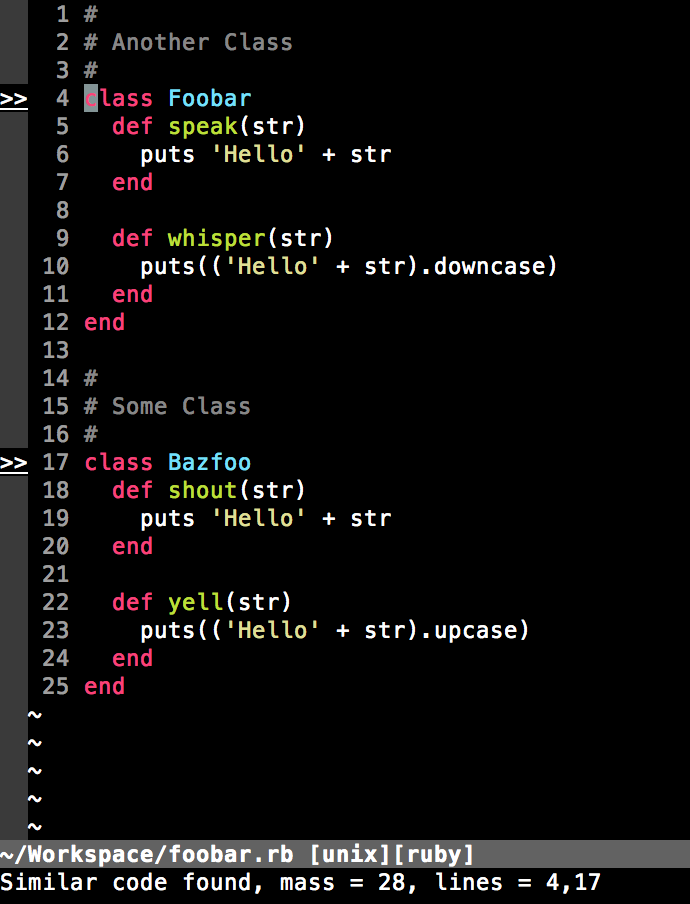 1 #
2 # Another Class
3 #
>> 4 class Foobar
5   def speak(str)
6     puts 'Hello' + str
7   end
8
9   def whisper(str)
10     puts(('Hello' + str).downcase)
11   end
12 end
13
14 #
15 # Some Class
16 #
>> 17 class Bazfoo
18   def shout(str)
19     puts 'Hello' + str
20   end
21
22   def yell(str)
23     puts(('Hello' + str).upcase)
24   end
25 end
~
~
~
~
~
~/Workspace/foobar.rb [unix][ruby]
Similar code found, mass = 28, lines = 4,17